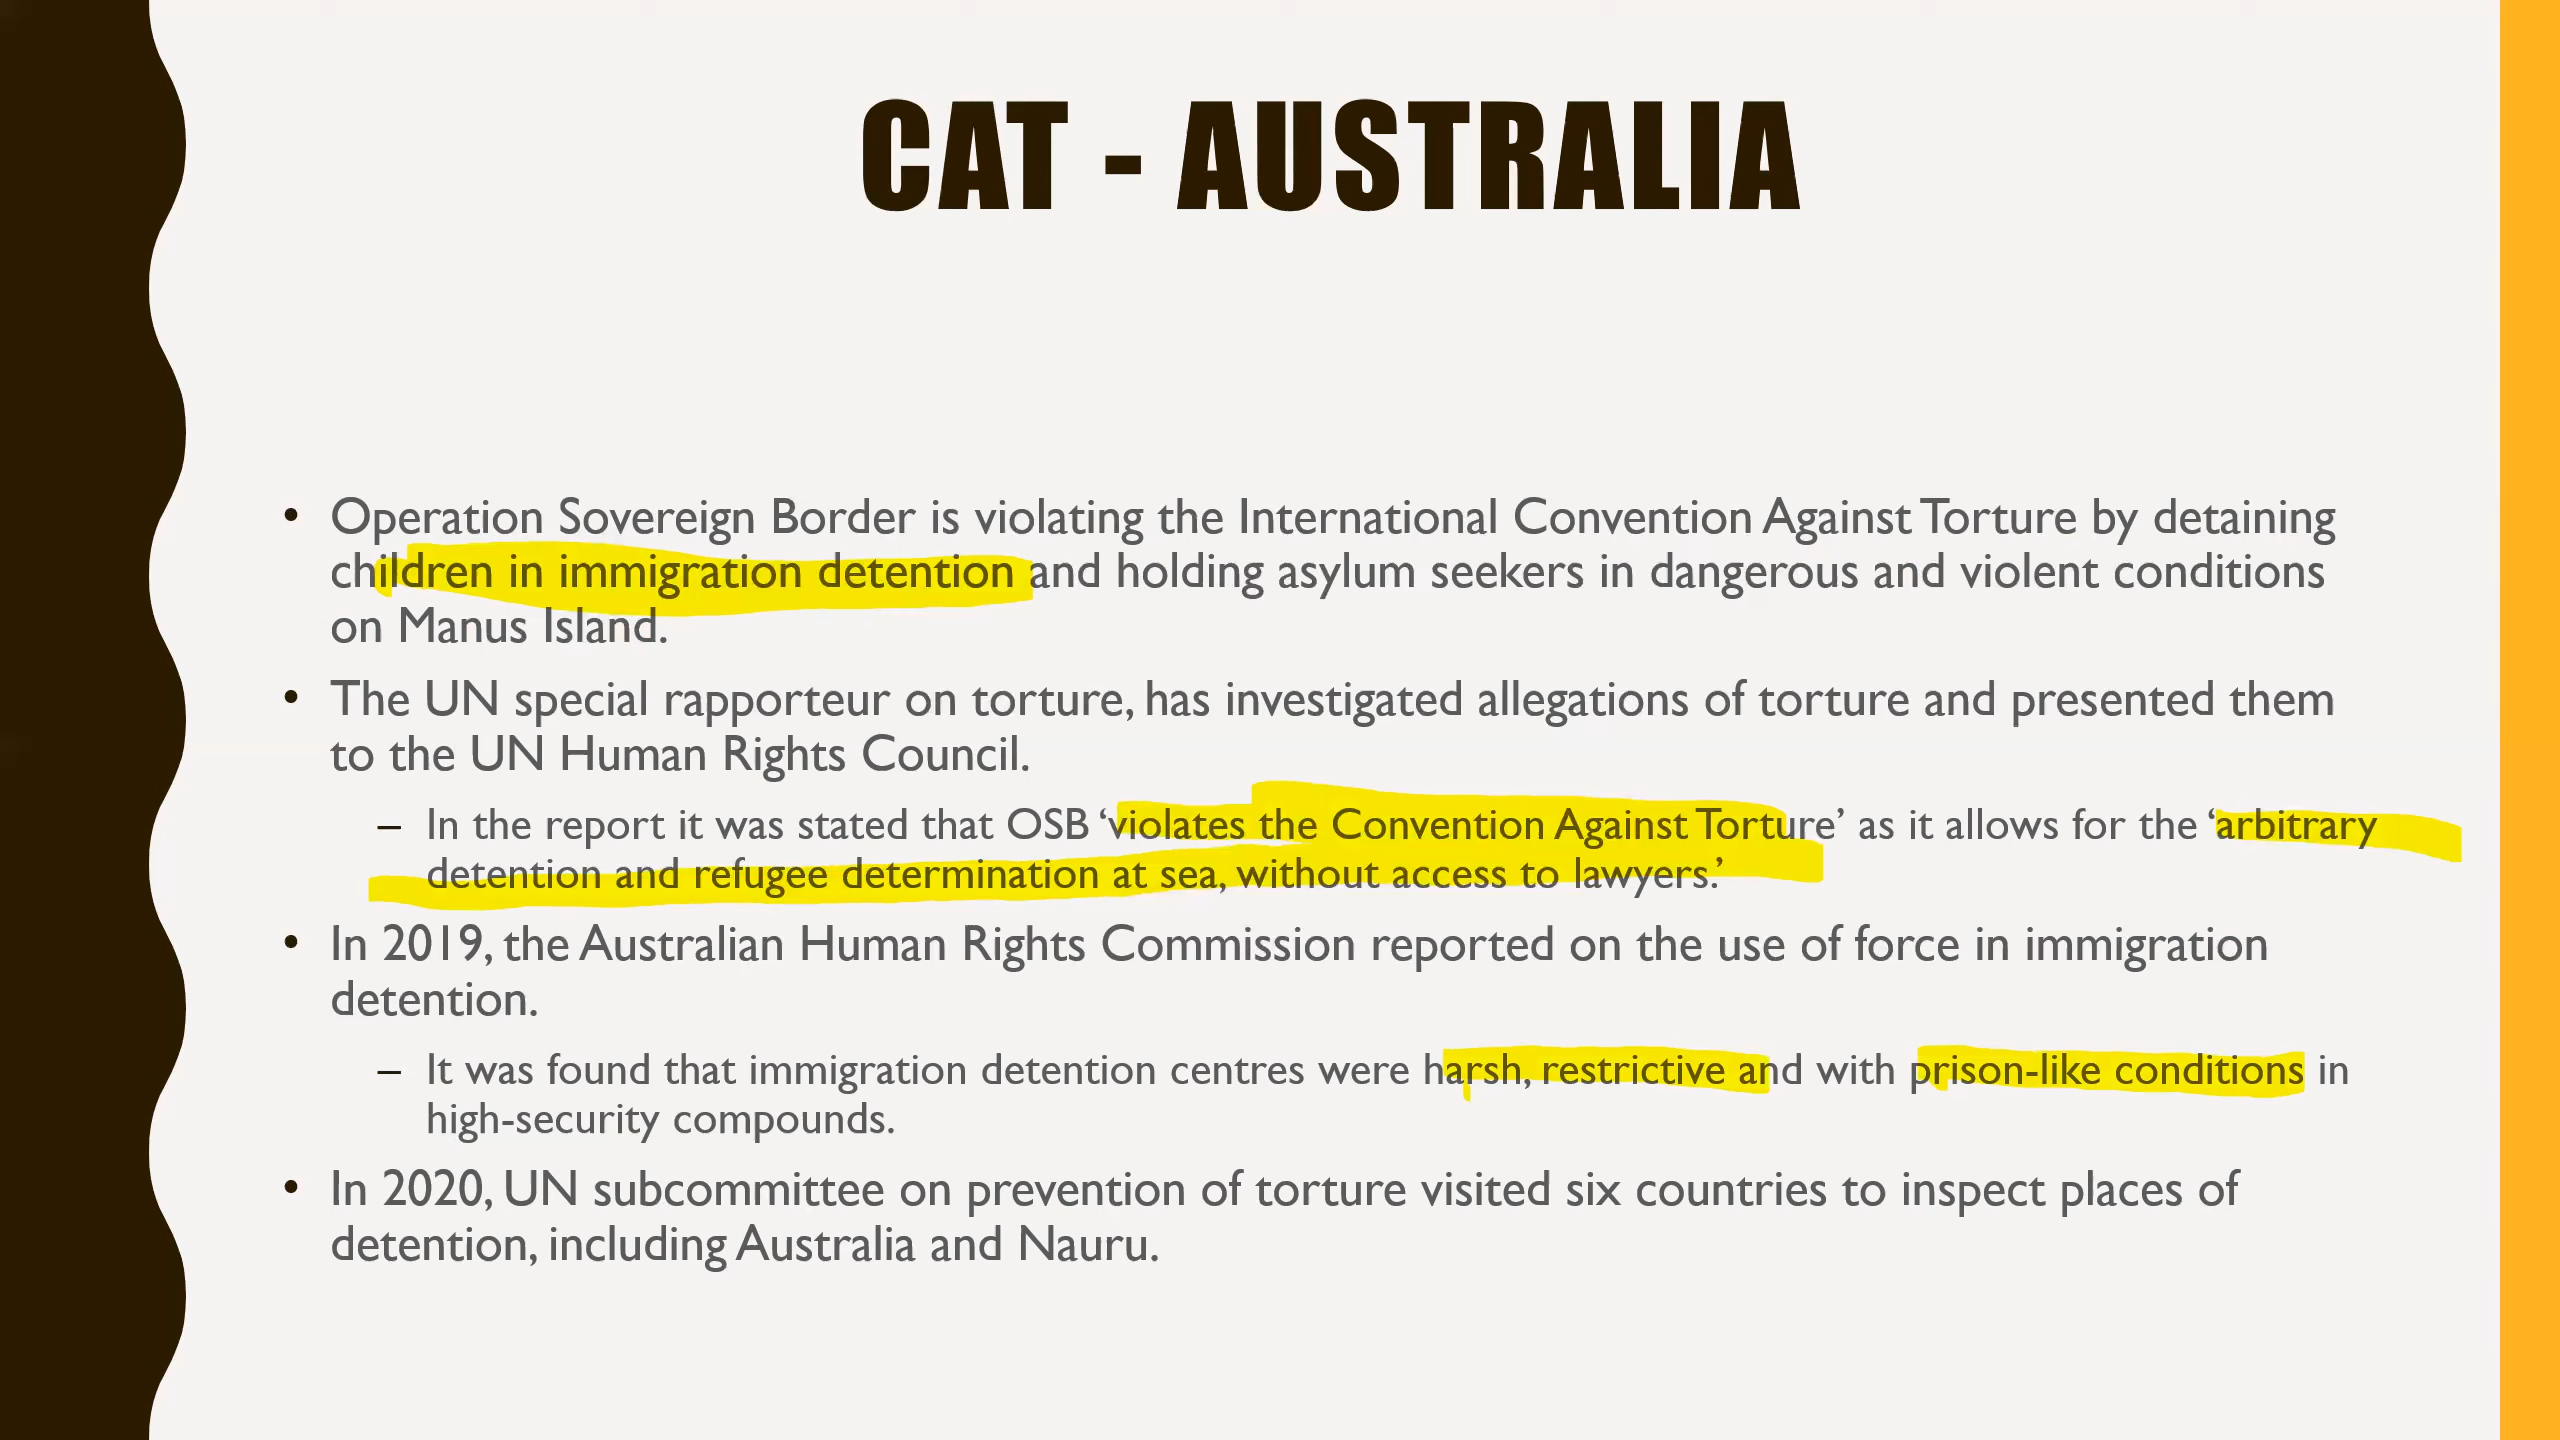 CAT - AUSTRALIA
• Operation Sovereign Border is violating the International Convention Against Torture by detaining
children in immigration detention and holding asylum seekers in dangerous and violent conditions
on Manus Island.
• The UN special rapporteur on torture, has investigated allegations of torture and presented them
to the UN Human Rights Council.
– In the report it was stated that OSB ‘violates the Convention Against Torture’ as it allows for the ‘arbitrary
detention and refugee determination at sea, without access to lawyers.’
• In 2019, the Australian Human Rights Commission reported on the use of force in immigration
detention.
– It was found that immigration detention centres were harsh, restrictive and with prison-like conditions in
high-security compounds.
• In 2020, UN subcommittee on prevention of torture visited six countries to inspect places of
detention, including Australia and Nauru.